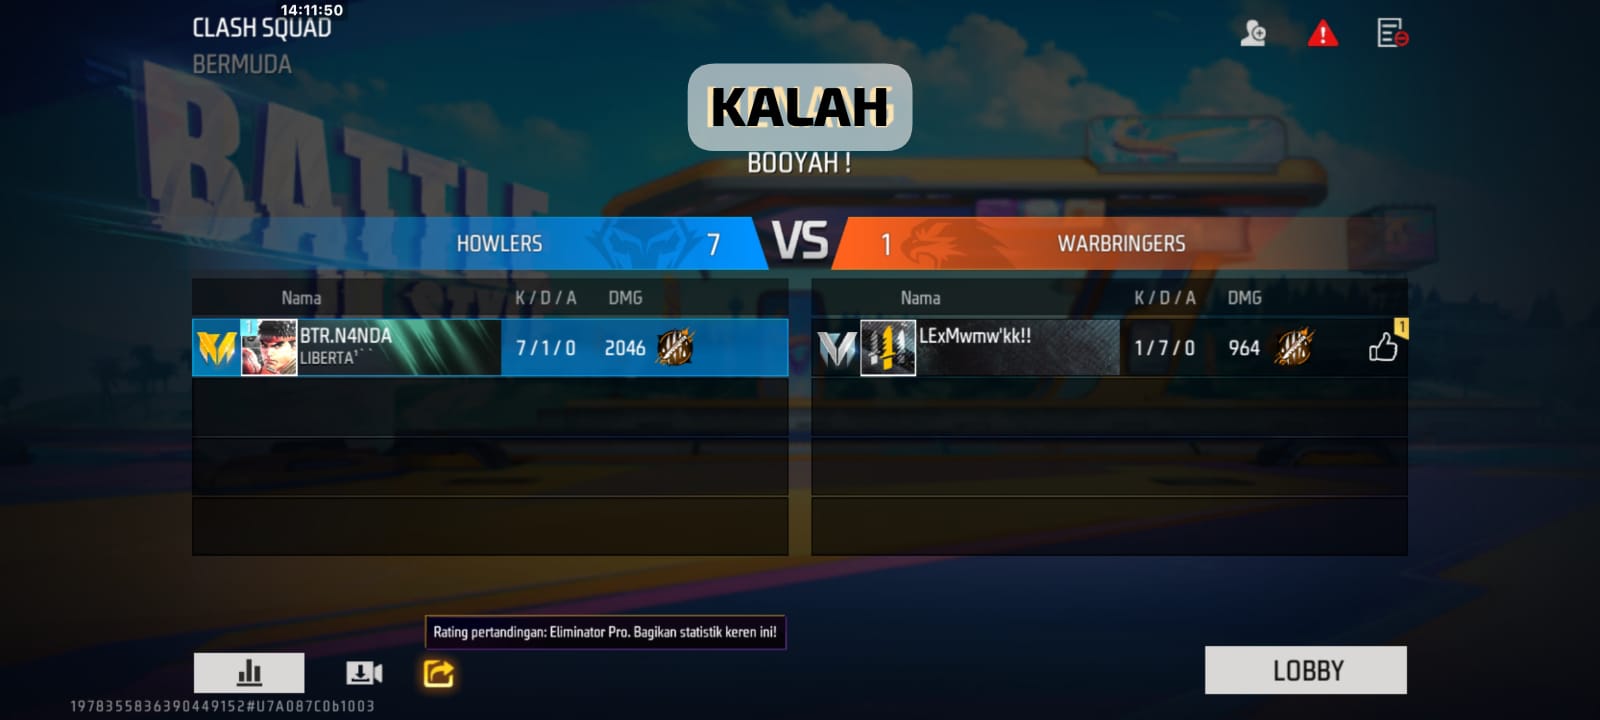 14:11:50
CLASH SQUAD
BERMUDA
KALAH
BOOYAH !
HOWLERS 7 VS 1 WARBRINGERS
Nama K / D / A DMG Nama K / D / A DMG
1 BTR.N4NDA 7 / 1 / 0 2046 LExMwmw'kk!! 1 / 7 / 0 964 1
LIBERTA'``
Rating pertandingan: Eliminator Pro. Bagikan statistik keren ini!
LOBBY
1978355836390449152#U7A087C0b1003